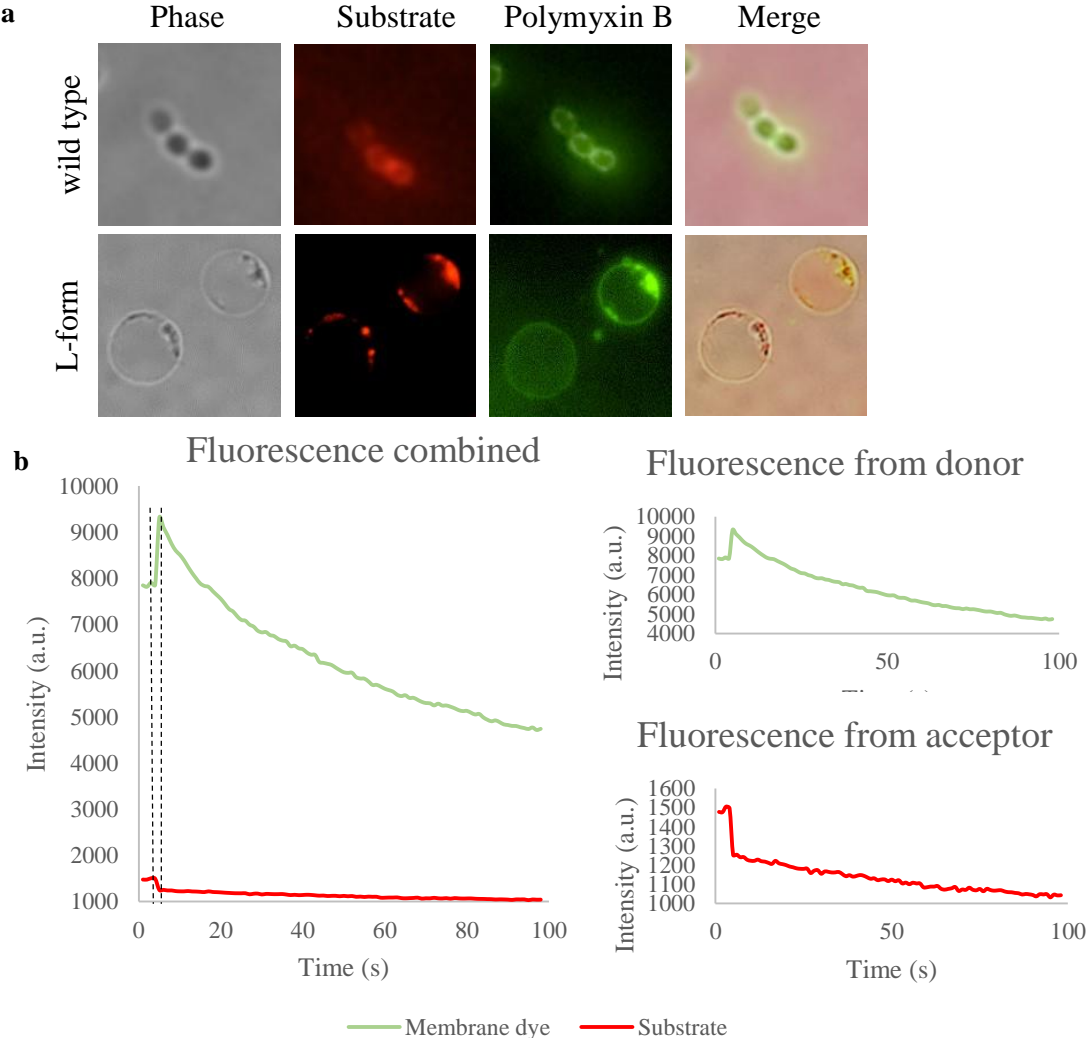 a
Phase Substrate Polymyxin B Merge
wild type
L-form
b
Fluorescence combined
10000
9000
8000
7000
6000
5000
4000
3000
2000
1000
0 20 40 60 80 100
Intensity (a.u.)
Time (s)
Fluorescence from donor
10000
9000
8000
7000
6000
5000
4000
0 50 100
Intensity (a.u.)
Time (s)
Fluorescence from acceptor
1600
1500
1400
1300
1200
1100
1000
0 50 100
Intensity (a.u.)
Time (s)
Membrane dye Substrate